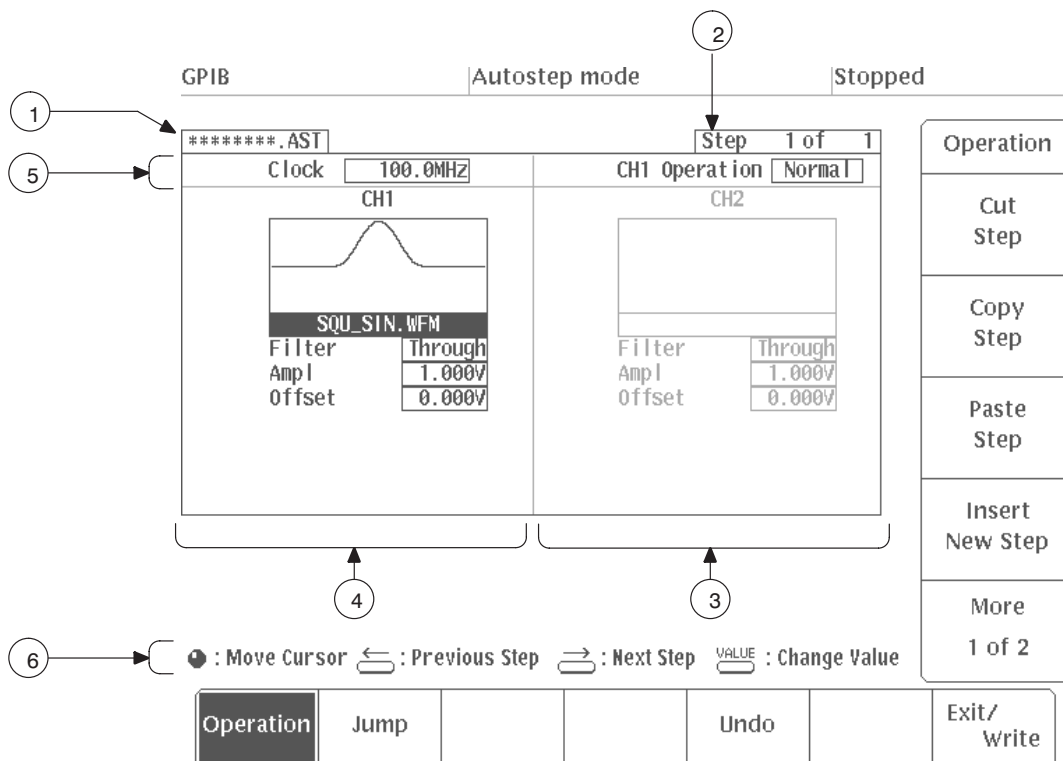 2
GPIB Autostep mode Stopped
1
********.AST Step 1 of 1
5
Clock 100.0MHz CH1 Operation Normal
CH1 CH2
SQU_SIN.WFM
Filter Through Filter Through
Ampl 1.000V Ampl 1.000V
Offset 0.000V Offset 0.000V
Operation
Cut
Step
Copy
Step
Paste
Step
Insert
New Step
More
1 of 2
4 3
6
: Move Cursor : Previous Step : Next Step VALUE : Change Value
Operation Jump Undo Exit/
Write